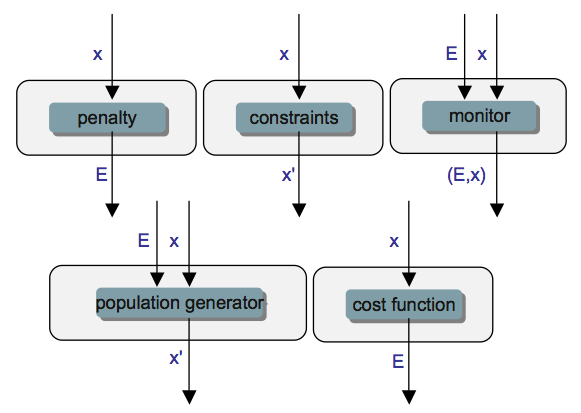 x
x
E x
penalty
constraints
monitor
E
x'
(E,x)
E x
x
population generator
cost function
x'
E